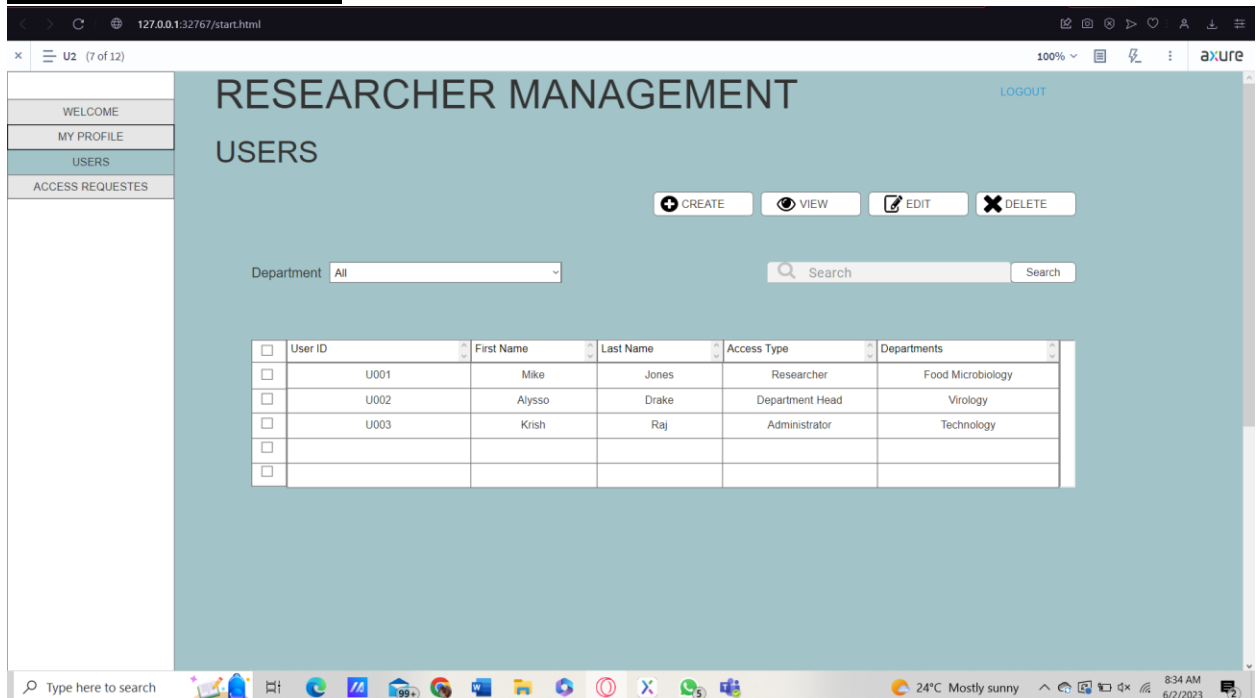 127.0.0.1:32767/start.html
U2 (7 of 12)
100%
axure
RESEARCHER MANAGEMENT
LOGOUT
WELCOME
MY PROFILE
USERS
ACCESS REQUESTES
USERS
CREATE VIEW EDIT DELETE
Department All Search Search
User ID First Name Last Name Access Type Departments
U001 Mike Jones Researcher Food Microbiology
U002 Alysso Drake Department Head Virology
U003 Krish Raj Administrator Technology
Type here to search 99+ 5 24°C Mostly sunny 8:34 AM
6/2/2023 2